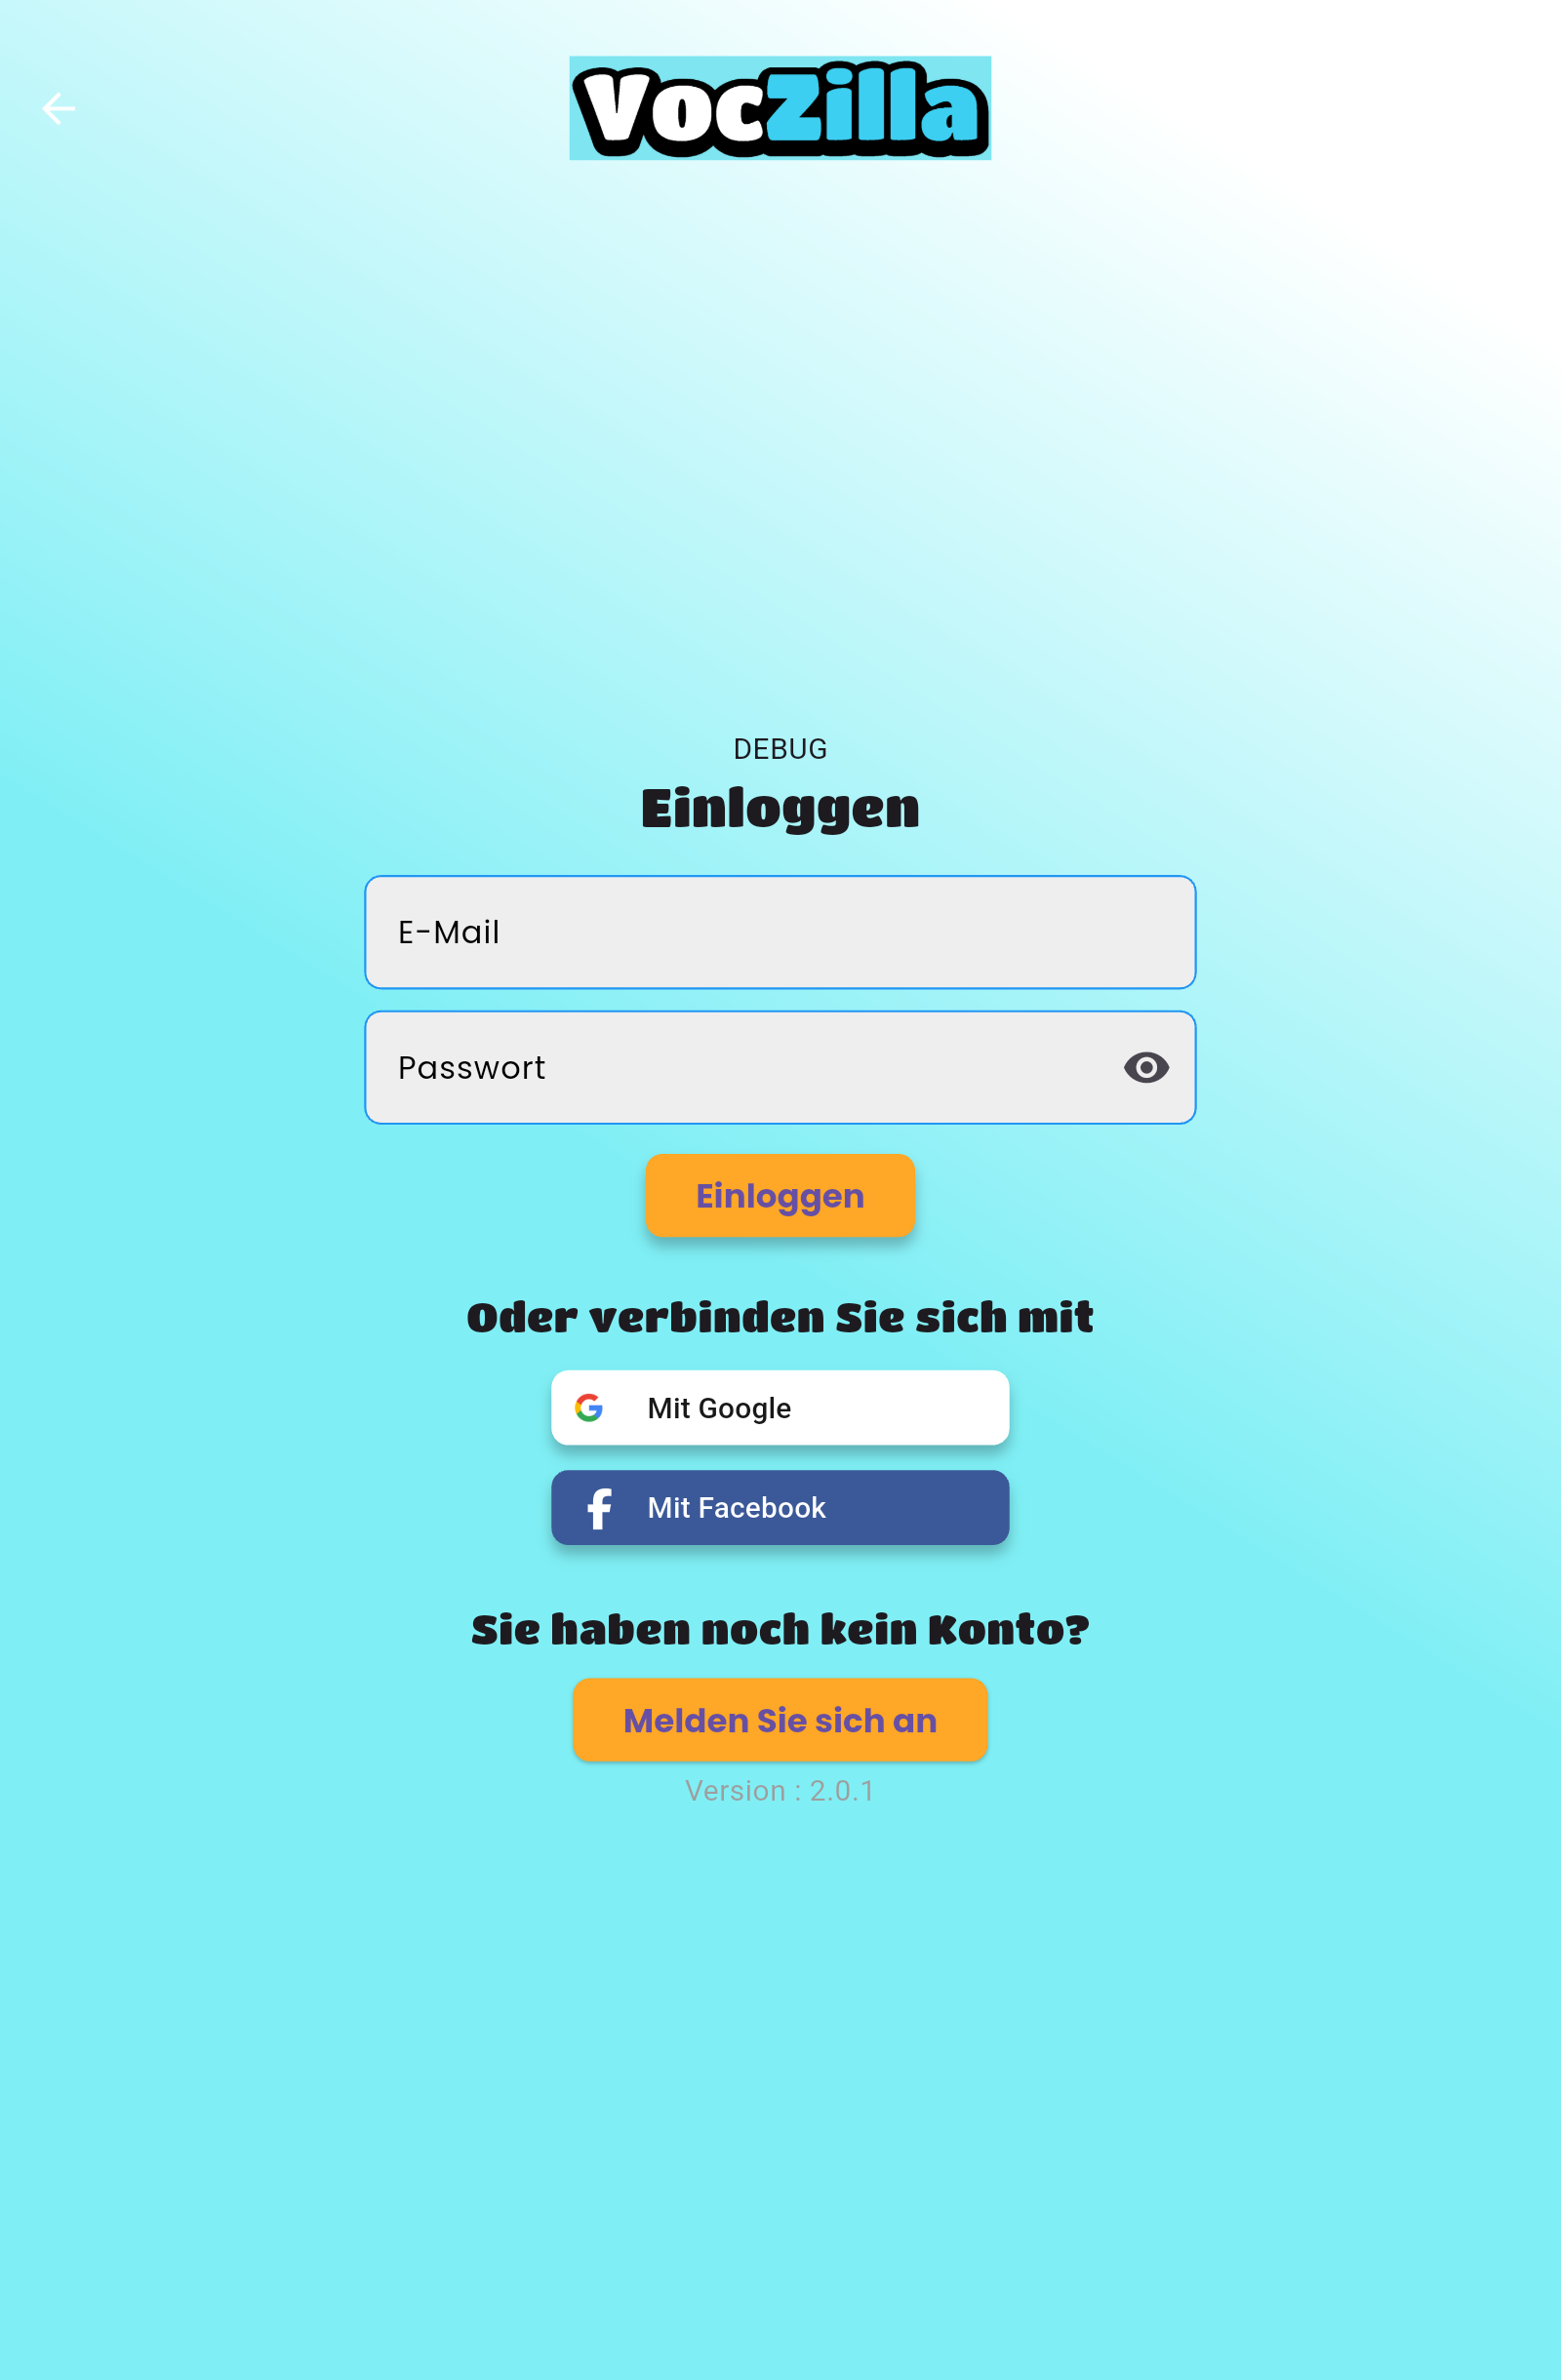 VocZilla
DEBUG
Einloggen
E-Mail
Passwort
Einloggen
Oder verbinden Sie sich mit
Mit Google
Mit Facebook
Sie haben noch kein Konto?
Melden Sie sich an
Version : 2.0.1